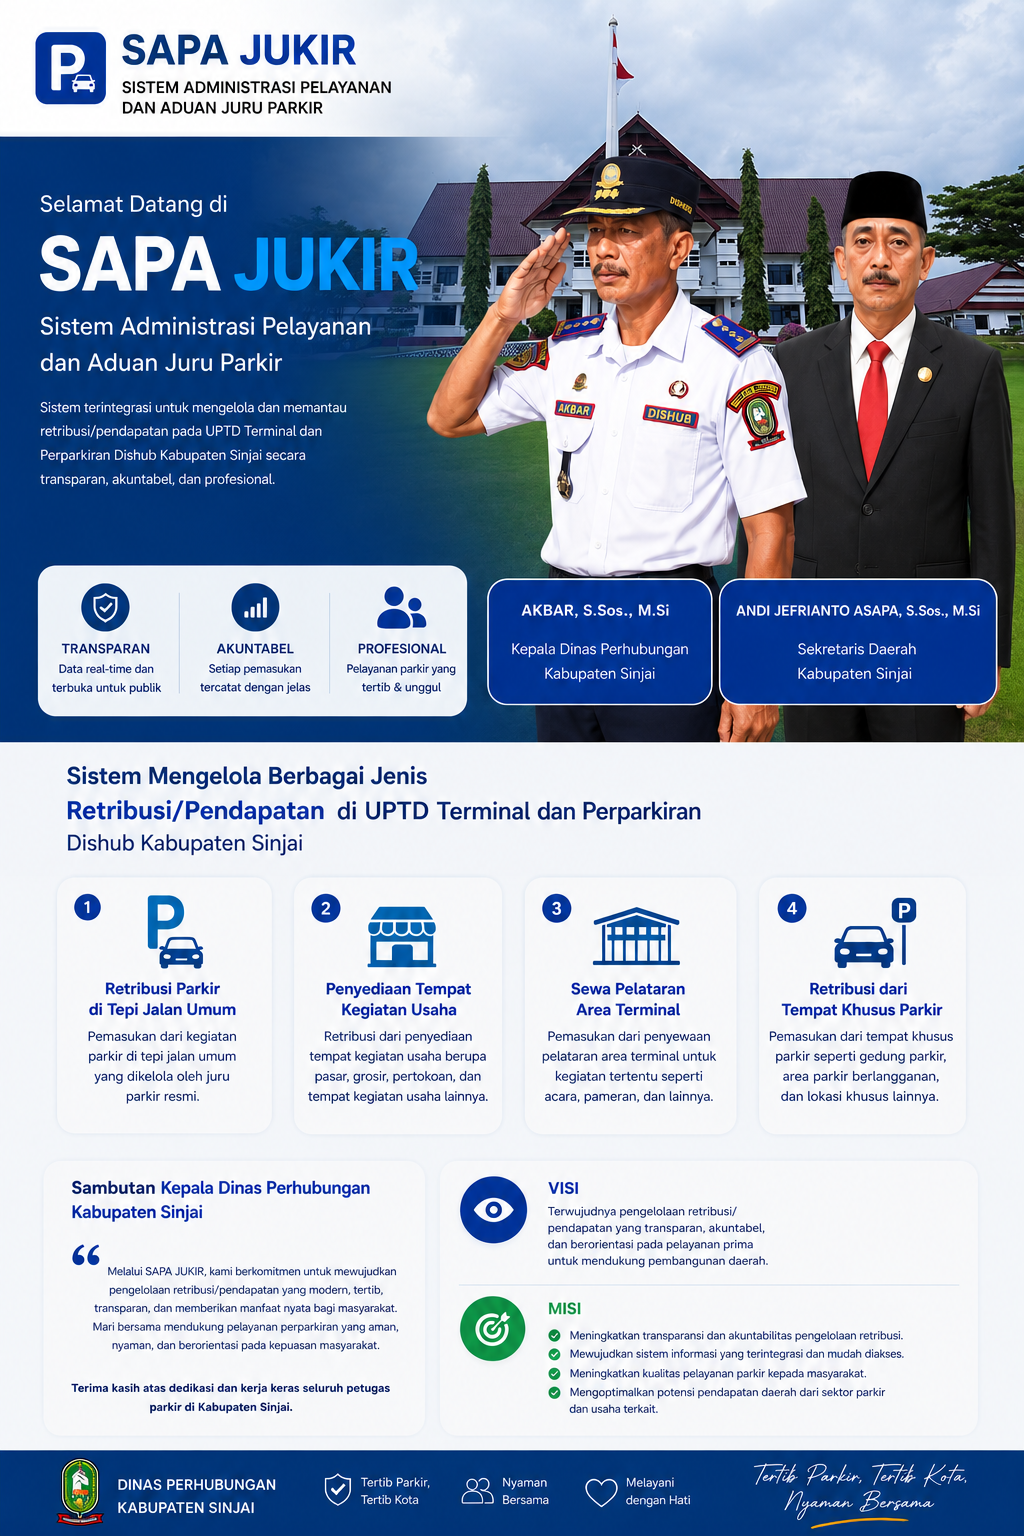 SAPA JUKIR
SISTEM ADMINISTRASI PELAYANAN
DAN ADUAN JURU PARKIR
Selamat Datang di
SAPA JUKIR
Sistem Administrasi Pelayanan
dan Aduan Juru Parkir
Sistem terintegrasi untuk mengelola dan memantau
retribusi/pendapatan pada UPTD Terminal dan
Perparkiran Dishub Kabupaten Sinjai secara
transparan, akuntabel, dan profesional.
DISHUB
AKBAR
DISHUB
TRANSPARAN
Data real-time dan
terbuka untuk publik
AKUNTABEL
Setiap pemasukan
tercatat dengan jelas
PROFESIONAL
Pelayanan parkir yang
tertib & unggul
AKBAR, S.Sos., M.Si
Kepala Dinas Perhubungan
Kabupaten Sinjai
ANDI JEFRIANTO ASAPA, S.Sos., M.Si
Sekretaris Daerah
Kabupaten Sinjai
Sistem Mengelola Berbagai Jenis
Retribusi/Pendapatan di UPTD Terminal dan Perparkiran
Dishub Kabupaten Sinjai
1
P
Retribusi Parkir
di Tepi Jalan Umum
Pemasukan dari kegiatan
parkir di tepi jalan umum
yang dikelola oleh juru
parkir resmi.
2
Penyediaan Tempat
Kegiatan Usaha
Retribusi dari penyediaan
tempat kegiatan usaha berupa
pasar, grosir, pertokoan, dan
tempat kegiatan usaha lainnya.
3
Sewa Pelataran
Area Terminal
Pemasukan dari penyewaan
pelataran area terminal untuk
kegiatan tertentu seperti
acara, pameran, dan lainnya.
4
P
Retribusi dari
Tempat Khusus Parkir
Pemasukan dari tempat khusus
parkir seperti gedung parkir,
area parkir berlangganan,
dan lokasi khusus lainnya.
Sambutan Kepala Dinas Perhubungan
Kabupaten Sinjai
“ Melalui SAPA JUKIR, kami berkomitmen untuk mewujudkan
pengelolaan retribusi/pendapatan yang modern, tertib,
transparan, dan memberikan manfaat nyata bagi masyarakat.
Mari bersama mendukung pelayanan perparkiran yang aman,
nyaman, dan berorientasi pada kepuasan masyarakat.
Terima kasih atas dedikasi dan kerja keras seluruh petugas
parkir di Kabupaten Sinjai.
VISI
Terwujudnya pengelolaan retribusi/
pendapatan yang transparan, akuntabel,
dan berorientasi pada pelayanan prima
untuk mendukung pembangunan daerah.
MISI
Meningkatkan transparansi dan akuntabilitas pengelolaan retribusi.
Mewujudkan sistem informasi yang terintegrasi dan mudah diakses.
Meningkatkan kualitas pelayanan parkir kepada masyarakat.
Mengoptimalkan potensi pendapatan daerah dari sektor parkir
dan usaha terkait.
DINAS PERHUBUNGAN
KABUPATEN SINJAI
Tertib Parkir,
Tertib Kota
Nyaman
Bersama
Melayani
dengan Hati
Tertib Parkir, Tertib Kota,
Nyaman Bersama